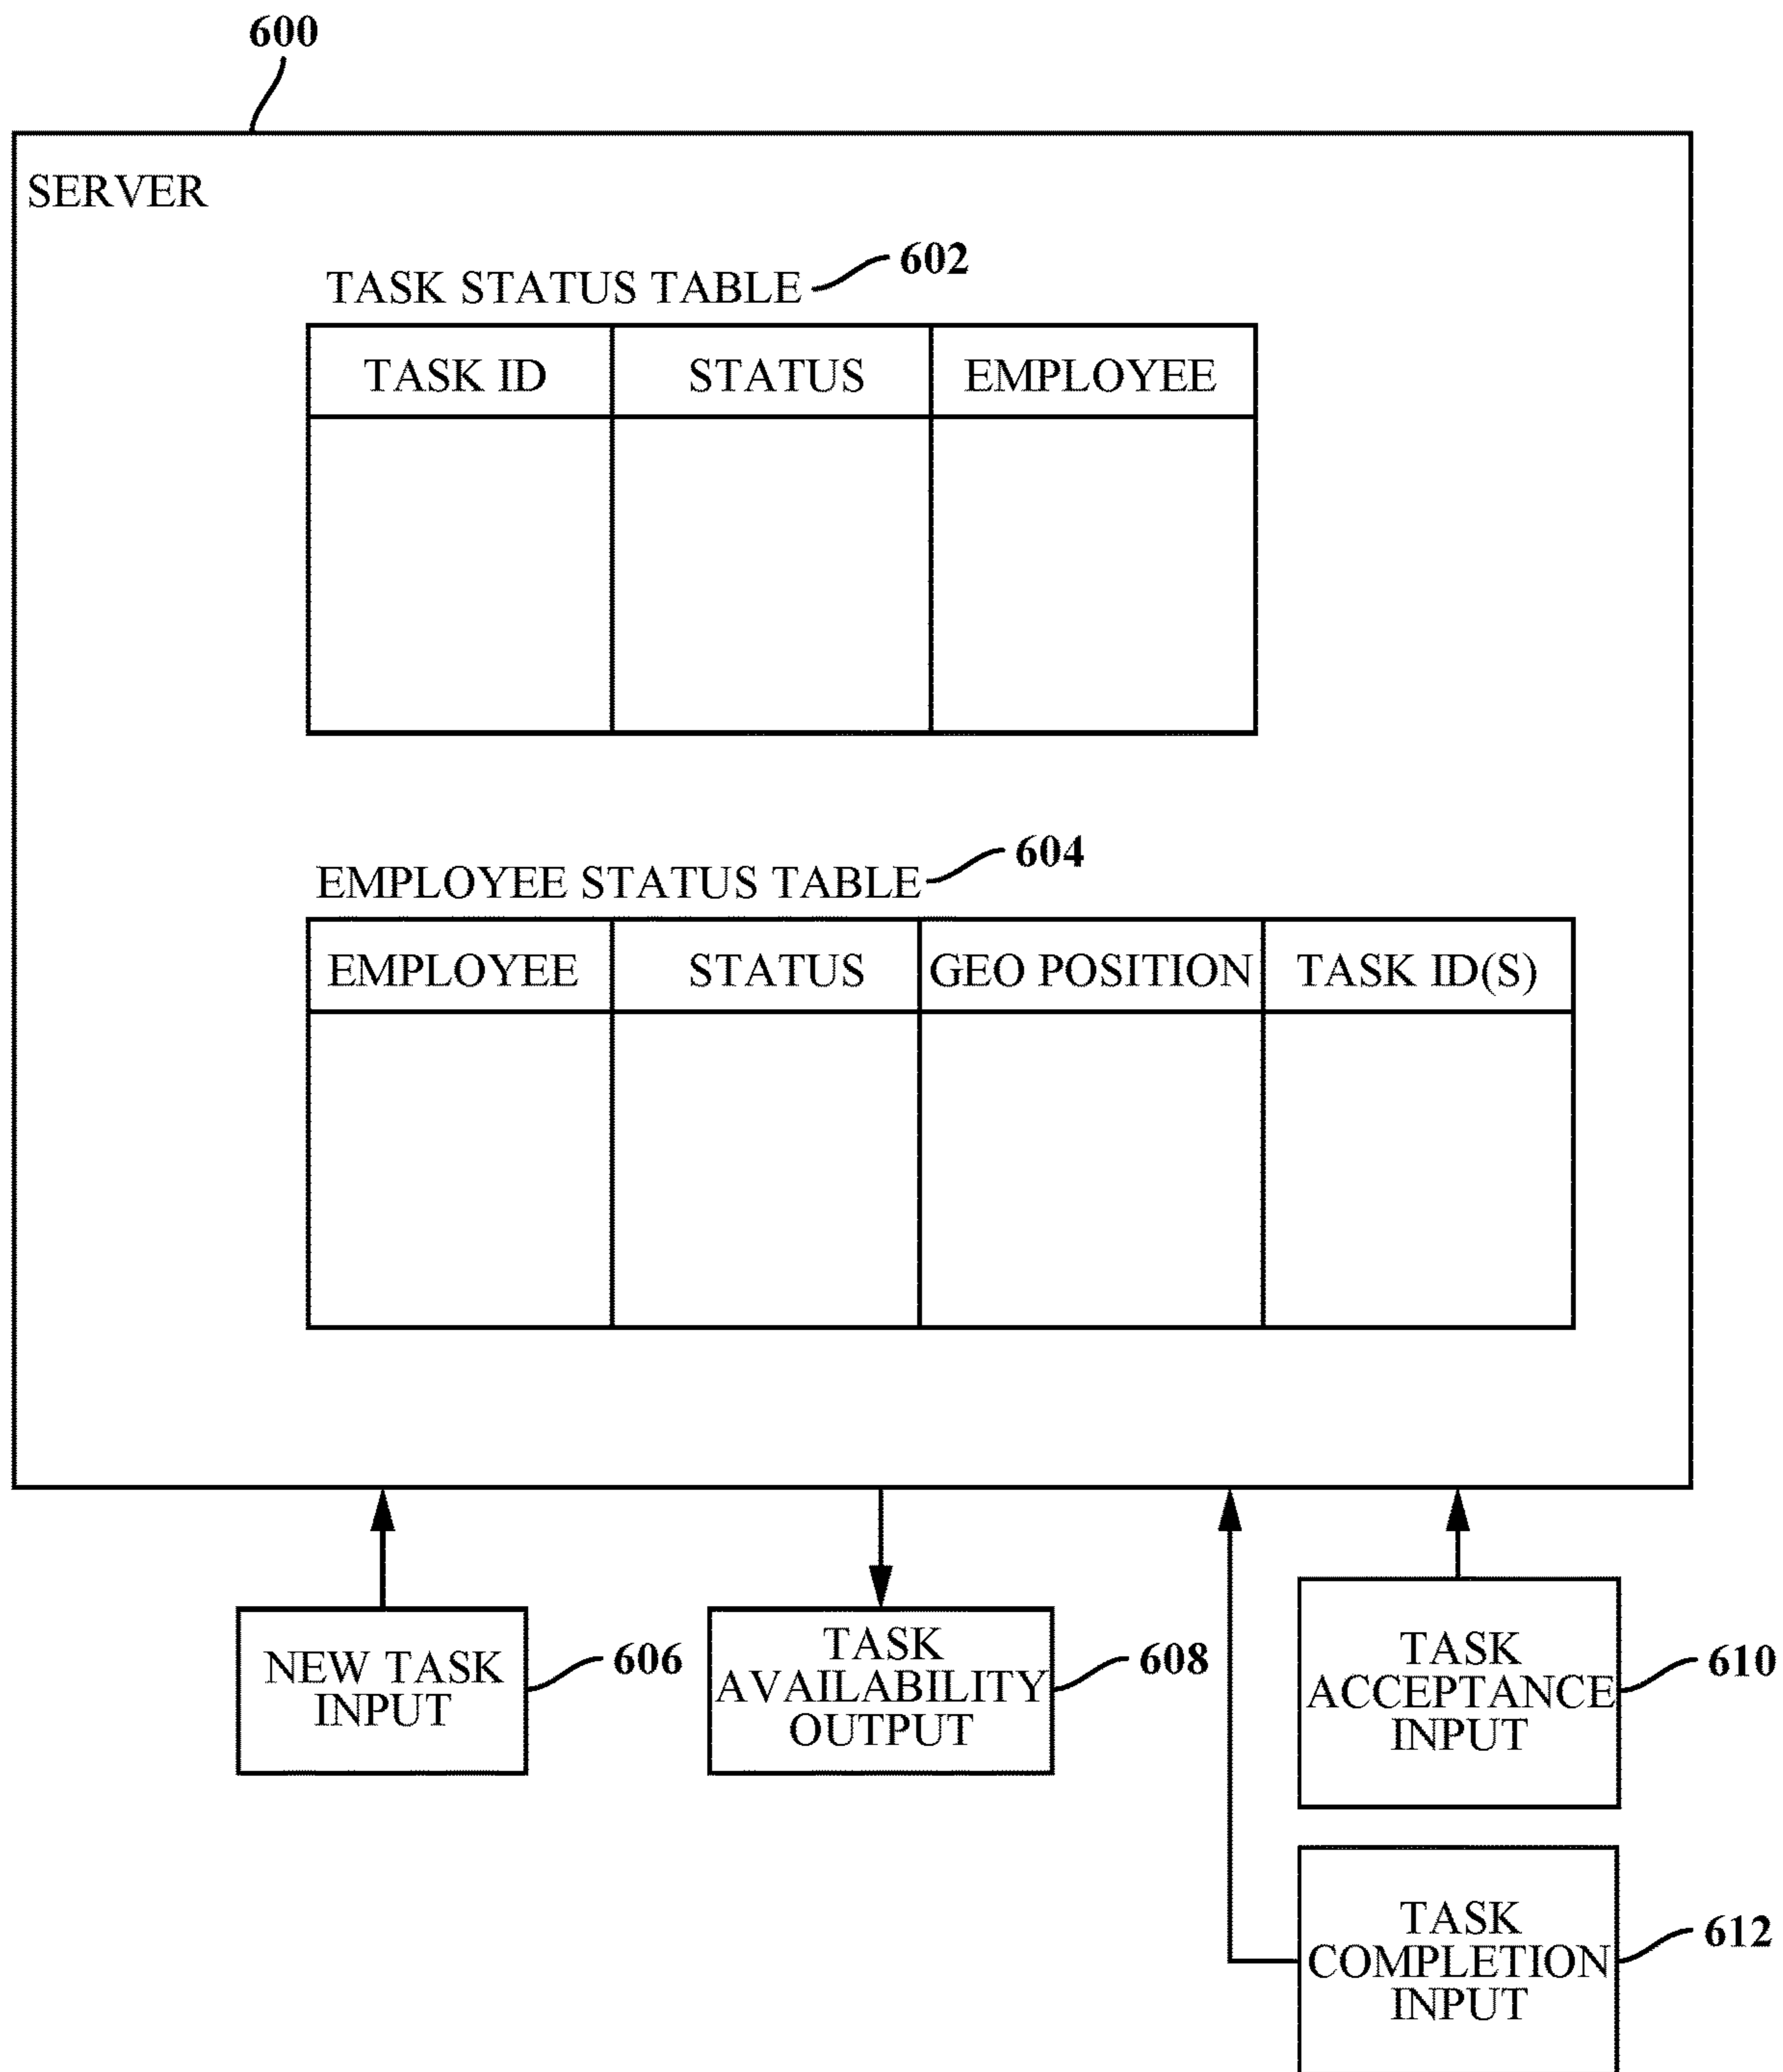 600
SERVER
TASK STATUS TABLE 602
TASK ID STATUS EMPLOYEE
EMPLOYEE STATUS TABLE 604
EMPLOYEE STATUS GEO POSITION TASK ID(S)
NEW TASK
INPUT
606
TASK
AVAILABILITY
OUTPUT
608
TASK
ACCEPTANCE
INPUT
610
TASK
COMPLETION
INPUT
612